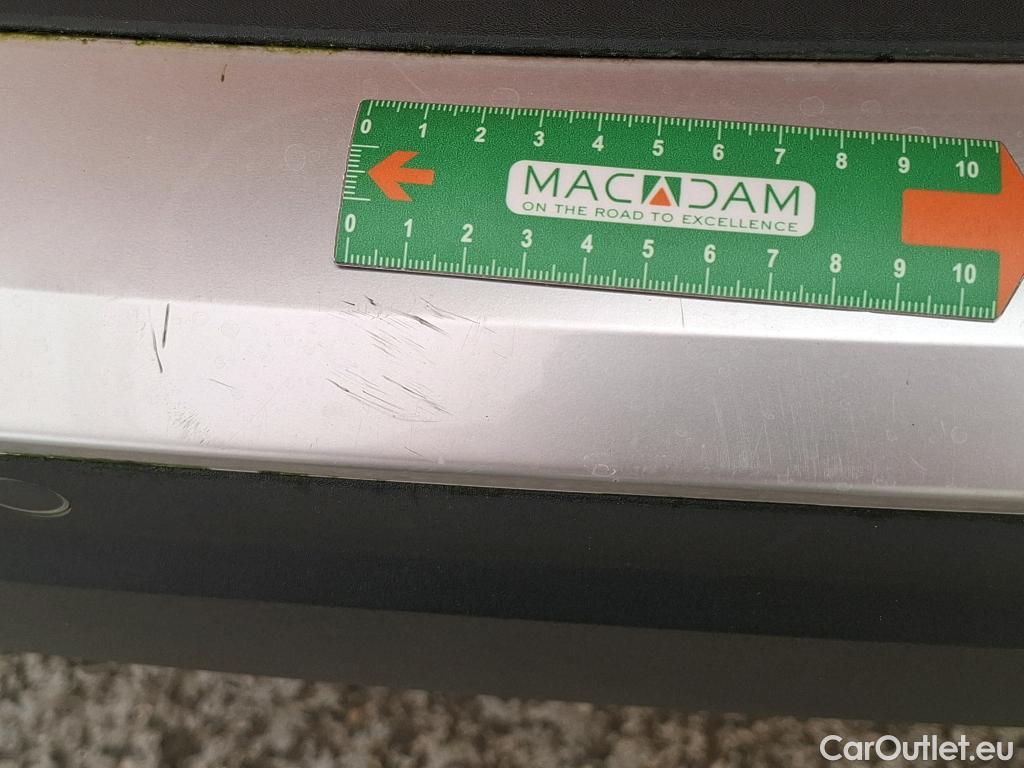 0 1 2 3 4 5 6 7 8 9 10
MACADAM
ON THE ROAD TO EXCELLENCE
0 1 2 3 4 5 6 7 8 9 10
CarOutlet.eu